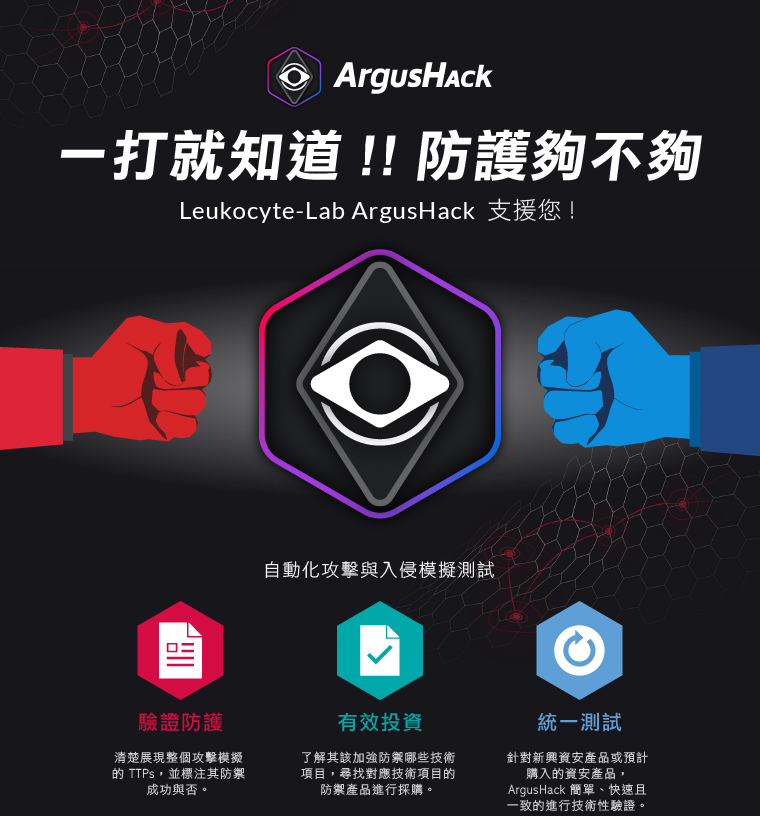 ArgusHack
一打就知道 !! 防護夠不夠
Leukocyte-Lab ArgusHack 支援您 !
自動化攻擊與入侵模擬測試
驗證防護
清楚展現整個攻擊模擬
的 TTPs，並標注其防禦
成功與否。
有效投資
了解其該加強防禦哪些技術
項目，尋找對應技術項目的
防禦產品進行採購。
統一測試
針對新興資安產品或預計
購入的資安產品，
ArgusHack 簡單、快速且
一致的進行技術性驗證。